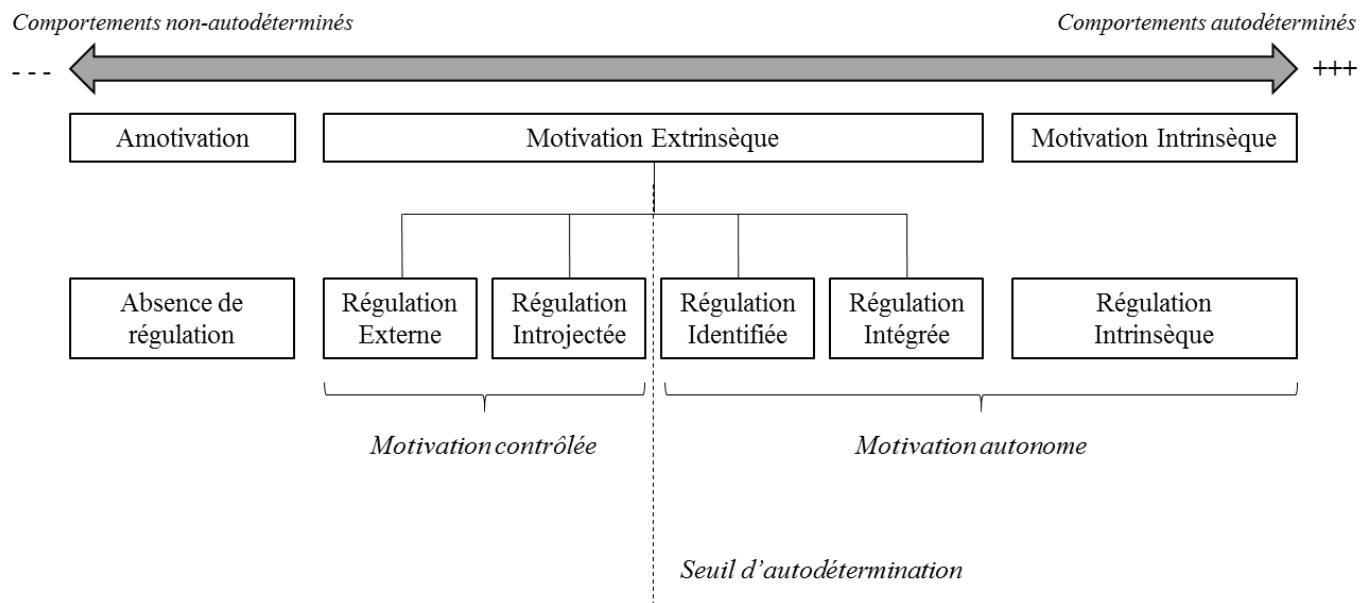 Comportements non-autodéterminés
Comportements autodéterminés
- - -
+++
Amotivation
Motivation Extrinsèque
Motivation Intrinsèque
Absence de
régulation
Régulation
Externe
Régulation
Introjectée
Régulation
Identifiée
Régulation
Intégrée
Régulation
Intrinsèque
Motivation contrôlée
Motivation autonome
Seuil d’autodétermination